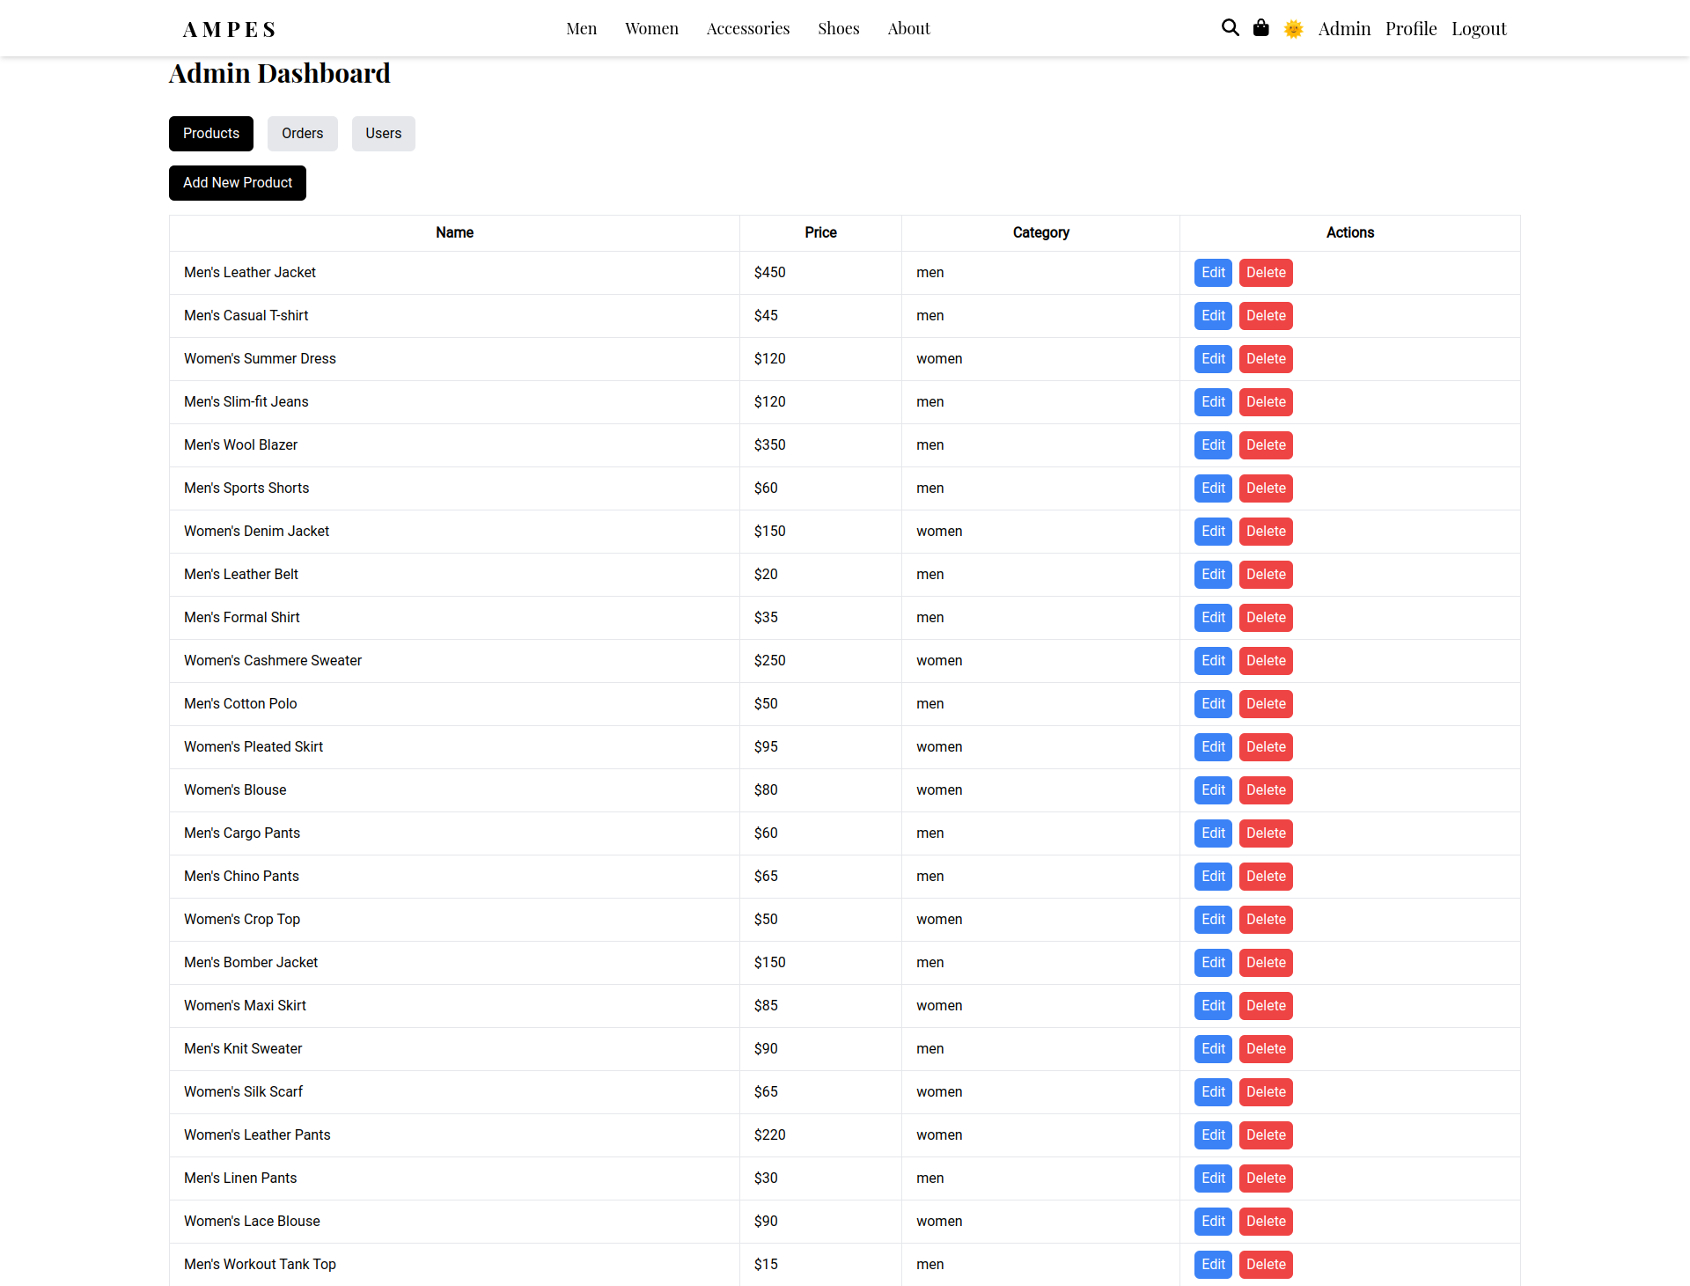 AMPES Men Women Accessories Shoes About Admin Profile Logout
Admin Dashboard
Products Orders Users
Add New Product
Name Price Category Actions
Men's Leather Jacket $450 men Edit Delete
Men's Casual T-shirt $45 men Edit Delete
Women's Summer Dress $120 women Edit Delete
Men's Slim-fit Jeans $120 men Edit Delete
Men's Wool Blazer $350 men Edit Delete
Men's Sports Shorts $60 men Edit Delete
Women's Denim Jacket $150 women Edit Delete
Men's Leather Belt $20 men Edit Delete
Men's Formal Shirt $35 men Edit Delete
Women's Cashmere Sweater $250 women Edit Delete
Men's Cotton Polo $50 men Edit Delete
Women's Pleated Skirt $95 women Edit Delete
Women's Blouse $80 women Edit Delete
Men's Cargo Pants $60 men Edit Delete
Men's Chino Pants $65 men Edit Delete
Women's Crop Top $50 women Edit Delete
Men's Bomber Jacket $150 men Edit Delete
Women's Maxi Skirt $85 women Edit Delete
Men's Knit Sweater $90 men Edit Delete
Women's Silk Scarf $65 women Edit Delete
Women's Leather Pants $220 women Edit Delete
Men's Linen Pants $30 men Edit Delete
Women's Lace Blouse $90 women Edit Delete
Men's Workout Tank Top $15 men Edit Delete